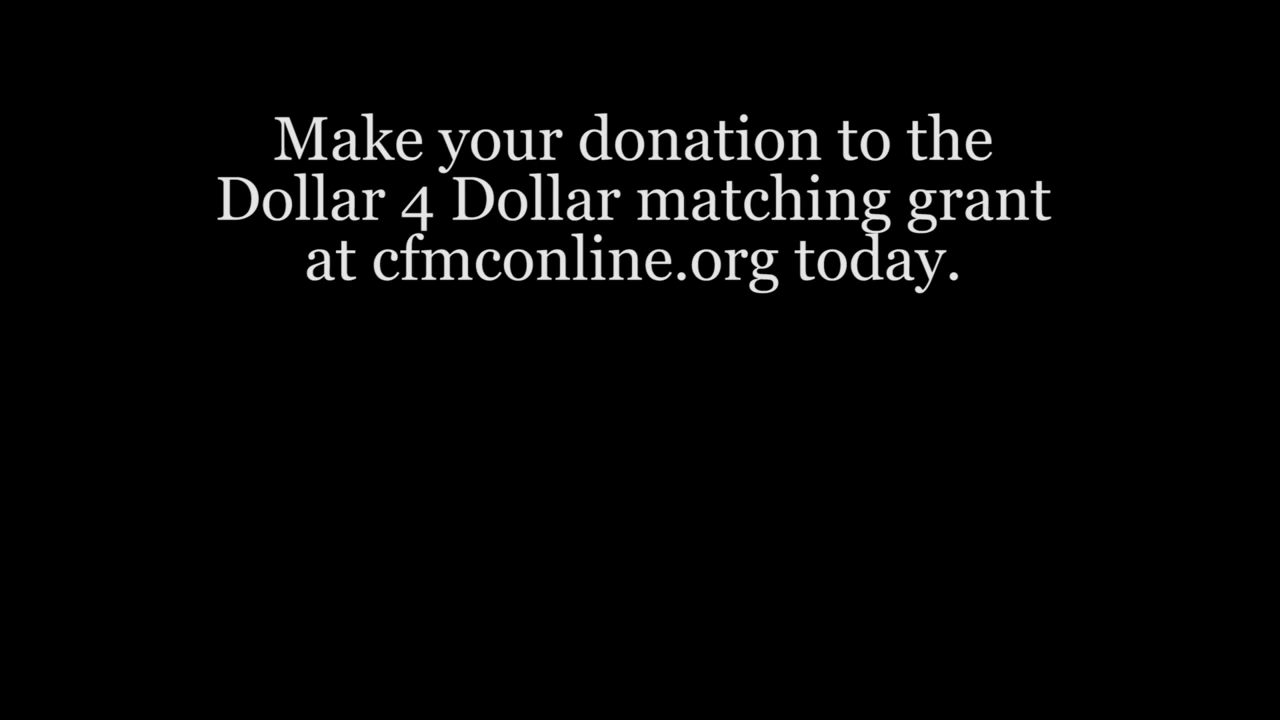 Make your donation to the
Dollar 4 Dollar matching grant
at cfmconline.org today.